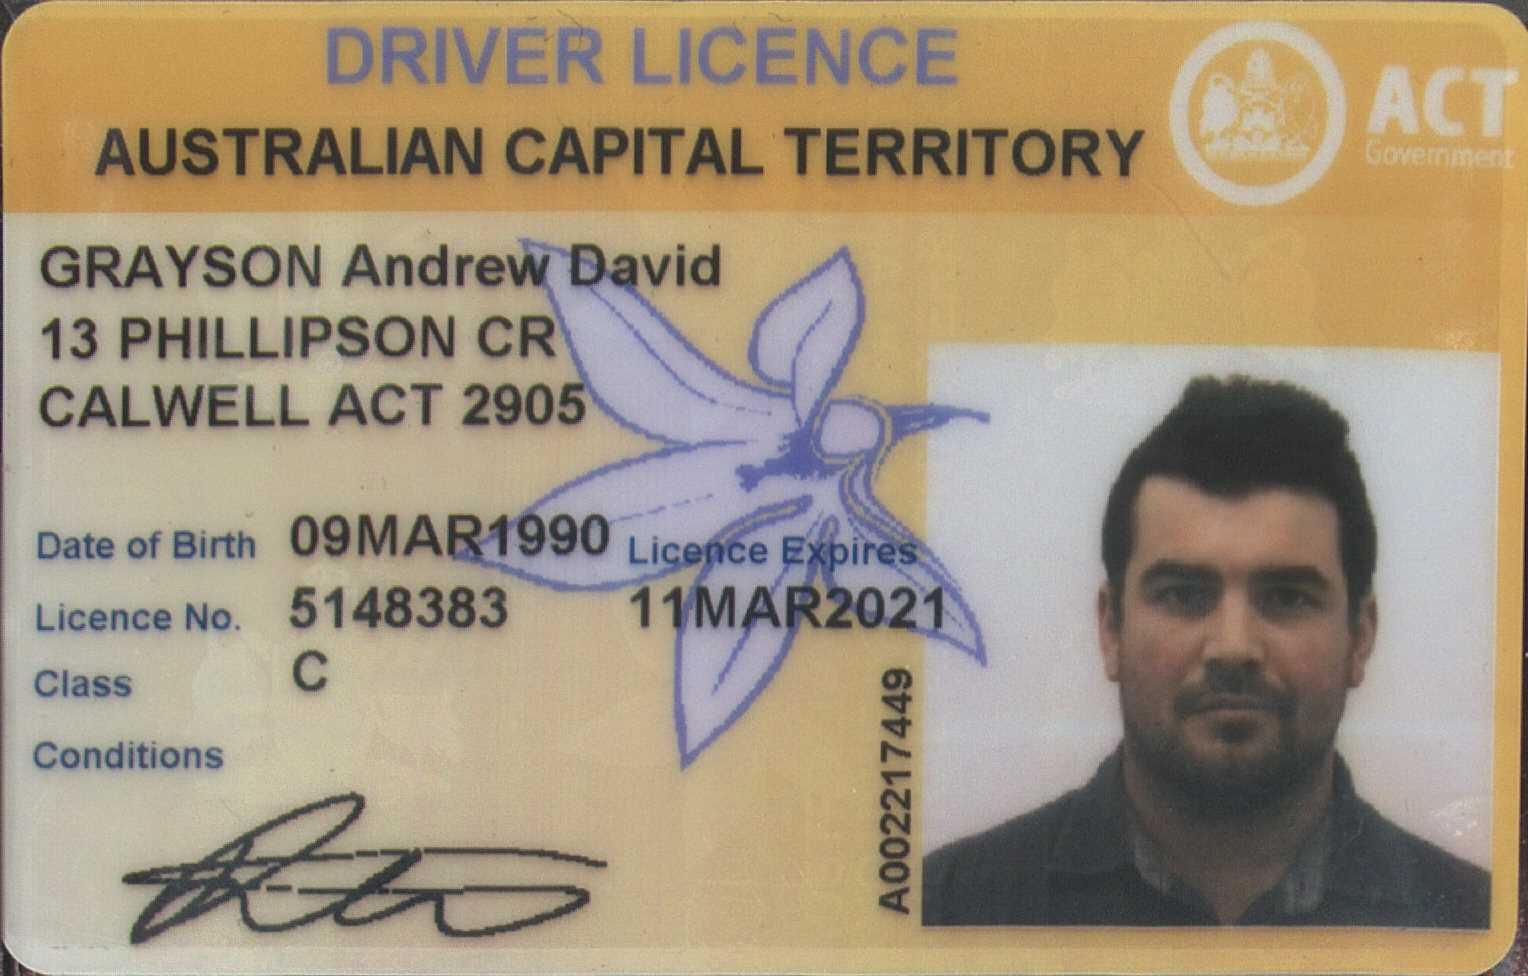 DRIVER LICENCE
AUSTRALIAN CAPITAL TERRITORY
ACT
Government
GRAYSON Andrew David
13 PHILLIPSON CR
CALWELL ACT 2905
Date of Birth 09MAR1990
Licence Expires
Licence No. 5148383
11MAR2021
Class C
Conditions
A002217449